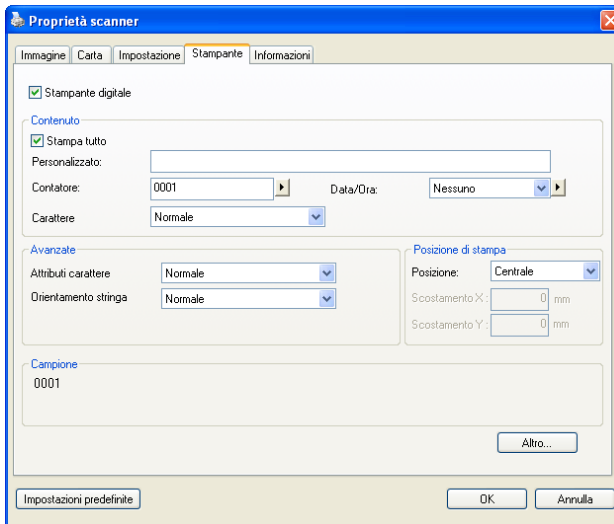 Proprietà scanner
Immagine Carta Impostazione Stampante Informazioni
Stampante digitale
Contenuto
Stampa tutto
Personalizzato:
Contatore: 0001 Data/Ora: Nessuno
Carattere Normale
Avanzate Posizione di stampa
Attributi carattere Normale Posizione: Centrale
Orientamento stringa Normale Scostamento X : 0 mm
Scostamento Y : 0 mm
Campione
0001
Altro...
Impostazioni predefinite OK Annulla